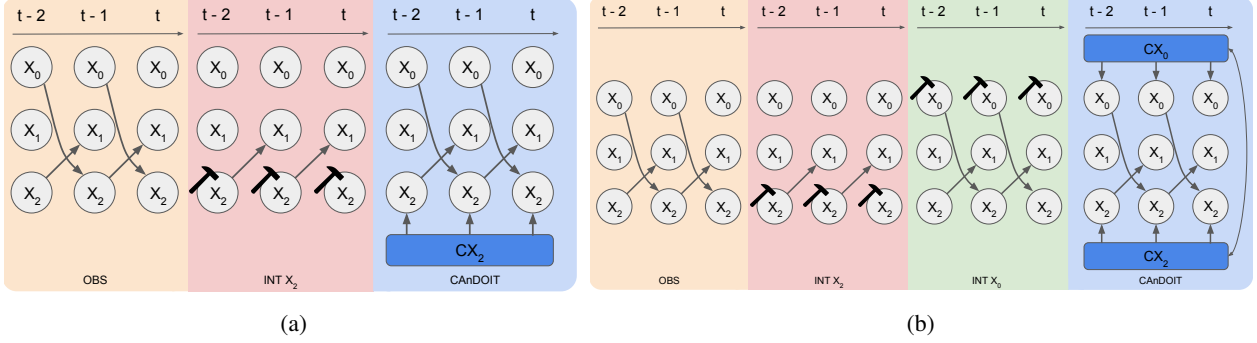 t - 2 t - 1 t t - 2 t - 1 t t - 2 t - 1 t
X0 X0 X0 X0 X0 X0 X0 X0 X0
X1 X1 X1 X1 X1 X1 X1 X1 X1
X2 X2 X2 X2 X2 X2 X2 X2 X2
CX2
OBS INT X2 CAnDOIT
(a)
t - 2 t - 1 t t - 2 t - 1 t t - 2 t - 1 t t - 2 t - 1 t
CX0
X0 X0 X0 X0 X0 X0 X0 X0 X0 X0 X0 X0
X1 X1 X1 X1 X1 X1 X1 X1 X1 X1 X1 X1
X2 X2 X2 X2 X2 X2 X2 X2 X2 X2 X2 X2
CX2
OBS INT X2 INT X0 CAnDOIT
(b)